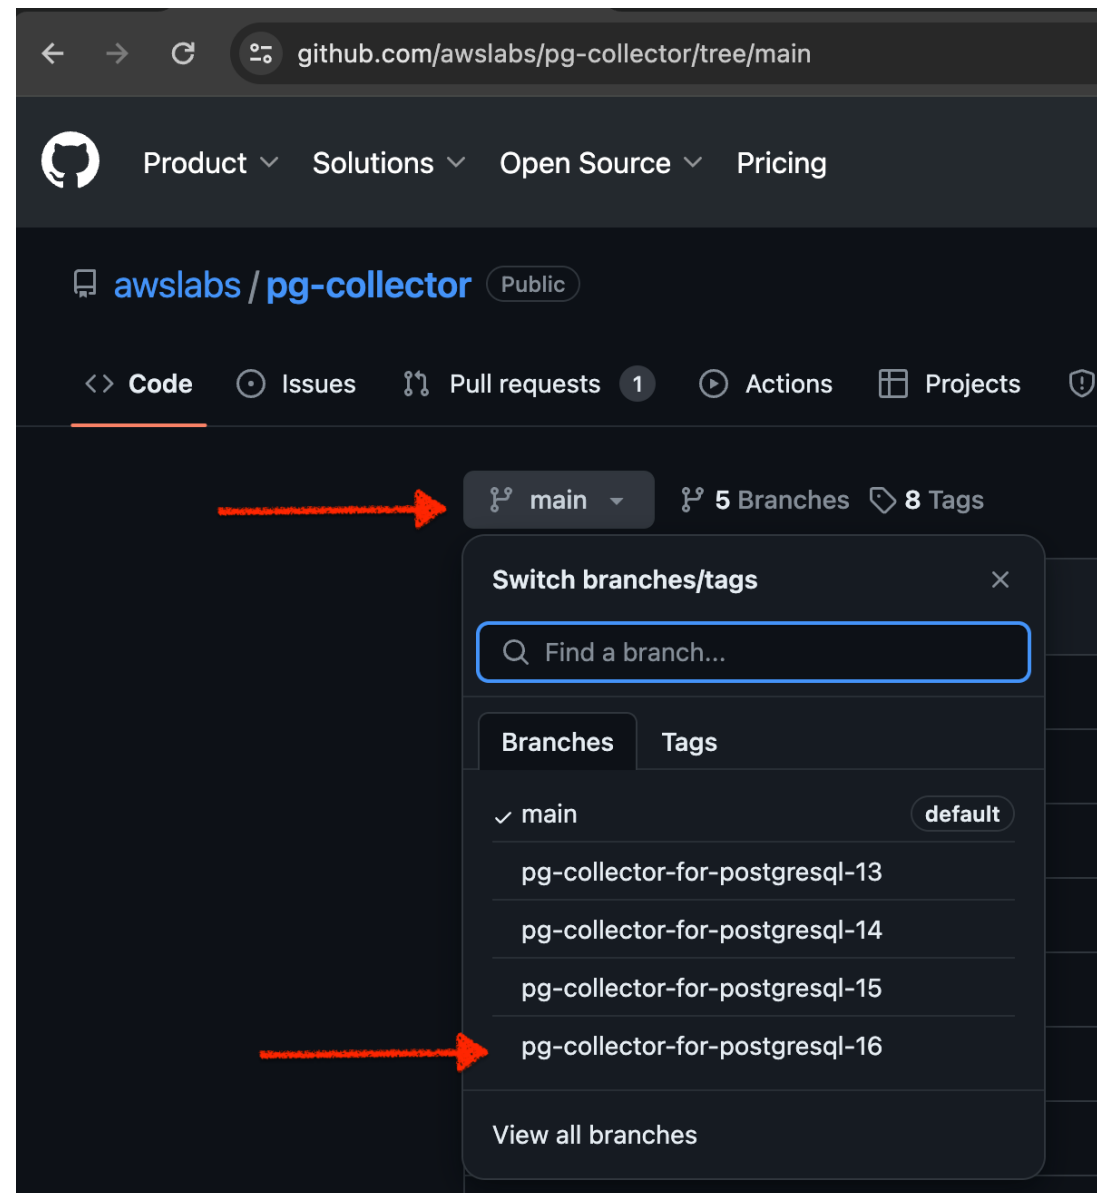 github.com/awslabs/pg-collector/tree/main
Product Solutions Open Source Pricing
awslabs / pg-collector Public
Code Issues Pull requests 1 Actions Projects
main 5 Branches 8 Tags
Switch branches/tags
Find a branch...
Branches Tags
main default
pg-collector-for-postgresql-13
pg-collector-for-postgresql-14
pg-collector-for-postgresql-15
pg-collector-for-postgresql-16
View all branches